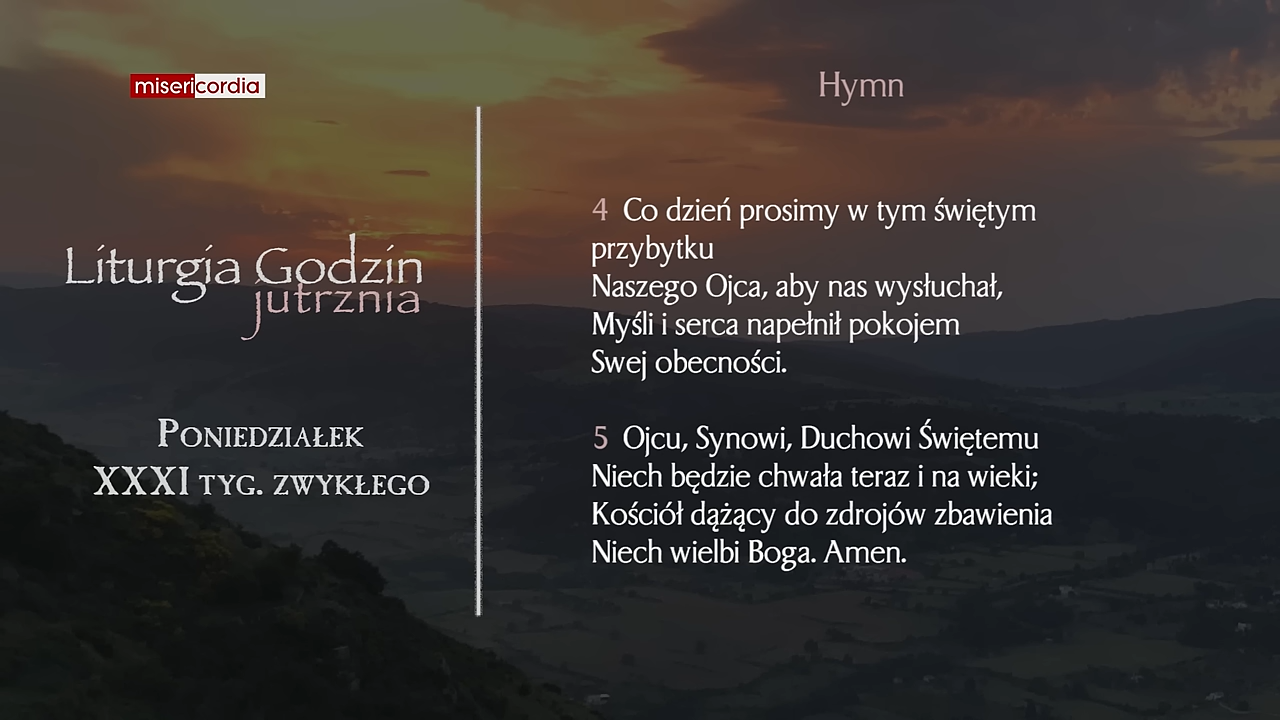 misericordia
Liturgia Godzin
jutrznia
Poniedziałek
XXXI tyg. zwykłego
Hymn
4 Co dzień prosimy w tym świętym
przybytku
Naszego Ojca, aby nas wysłuchał,
Myśli i serca napełnił pokojem
Swej obecności.
5 Ojcu, Synowi, Duchowi Świętemu
Niech będzie chwała teraz i na wieki;
Kościół dążący do zdrojów zbawienia
Niech wielbi Boga. Amen.